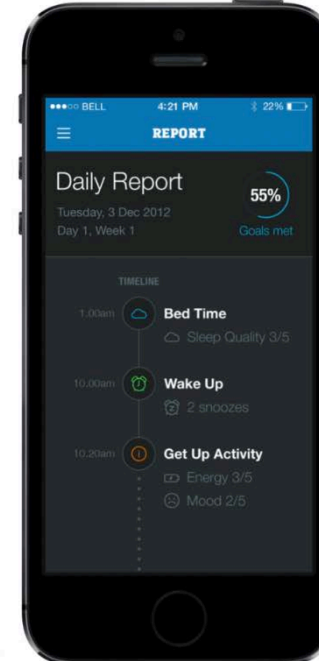 BELL 4:21 PM 22%
REPORT
Daily Report
55%
Tuesday, 3 Dec 2012
Day 1, Week 1
Goals met
TIMELINE
1.00am Bed Time
Sleep Quality 3/5
10.00am Wake Up
2 snoozes
10.20am Get Up Activity
Energy 3/5
Mood 2/5